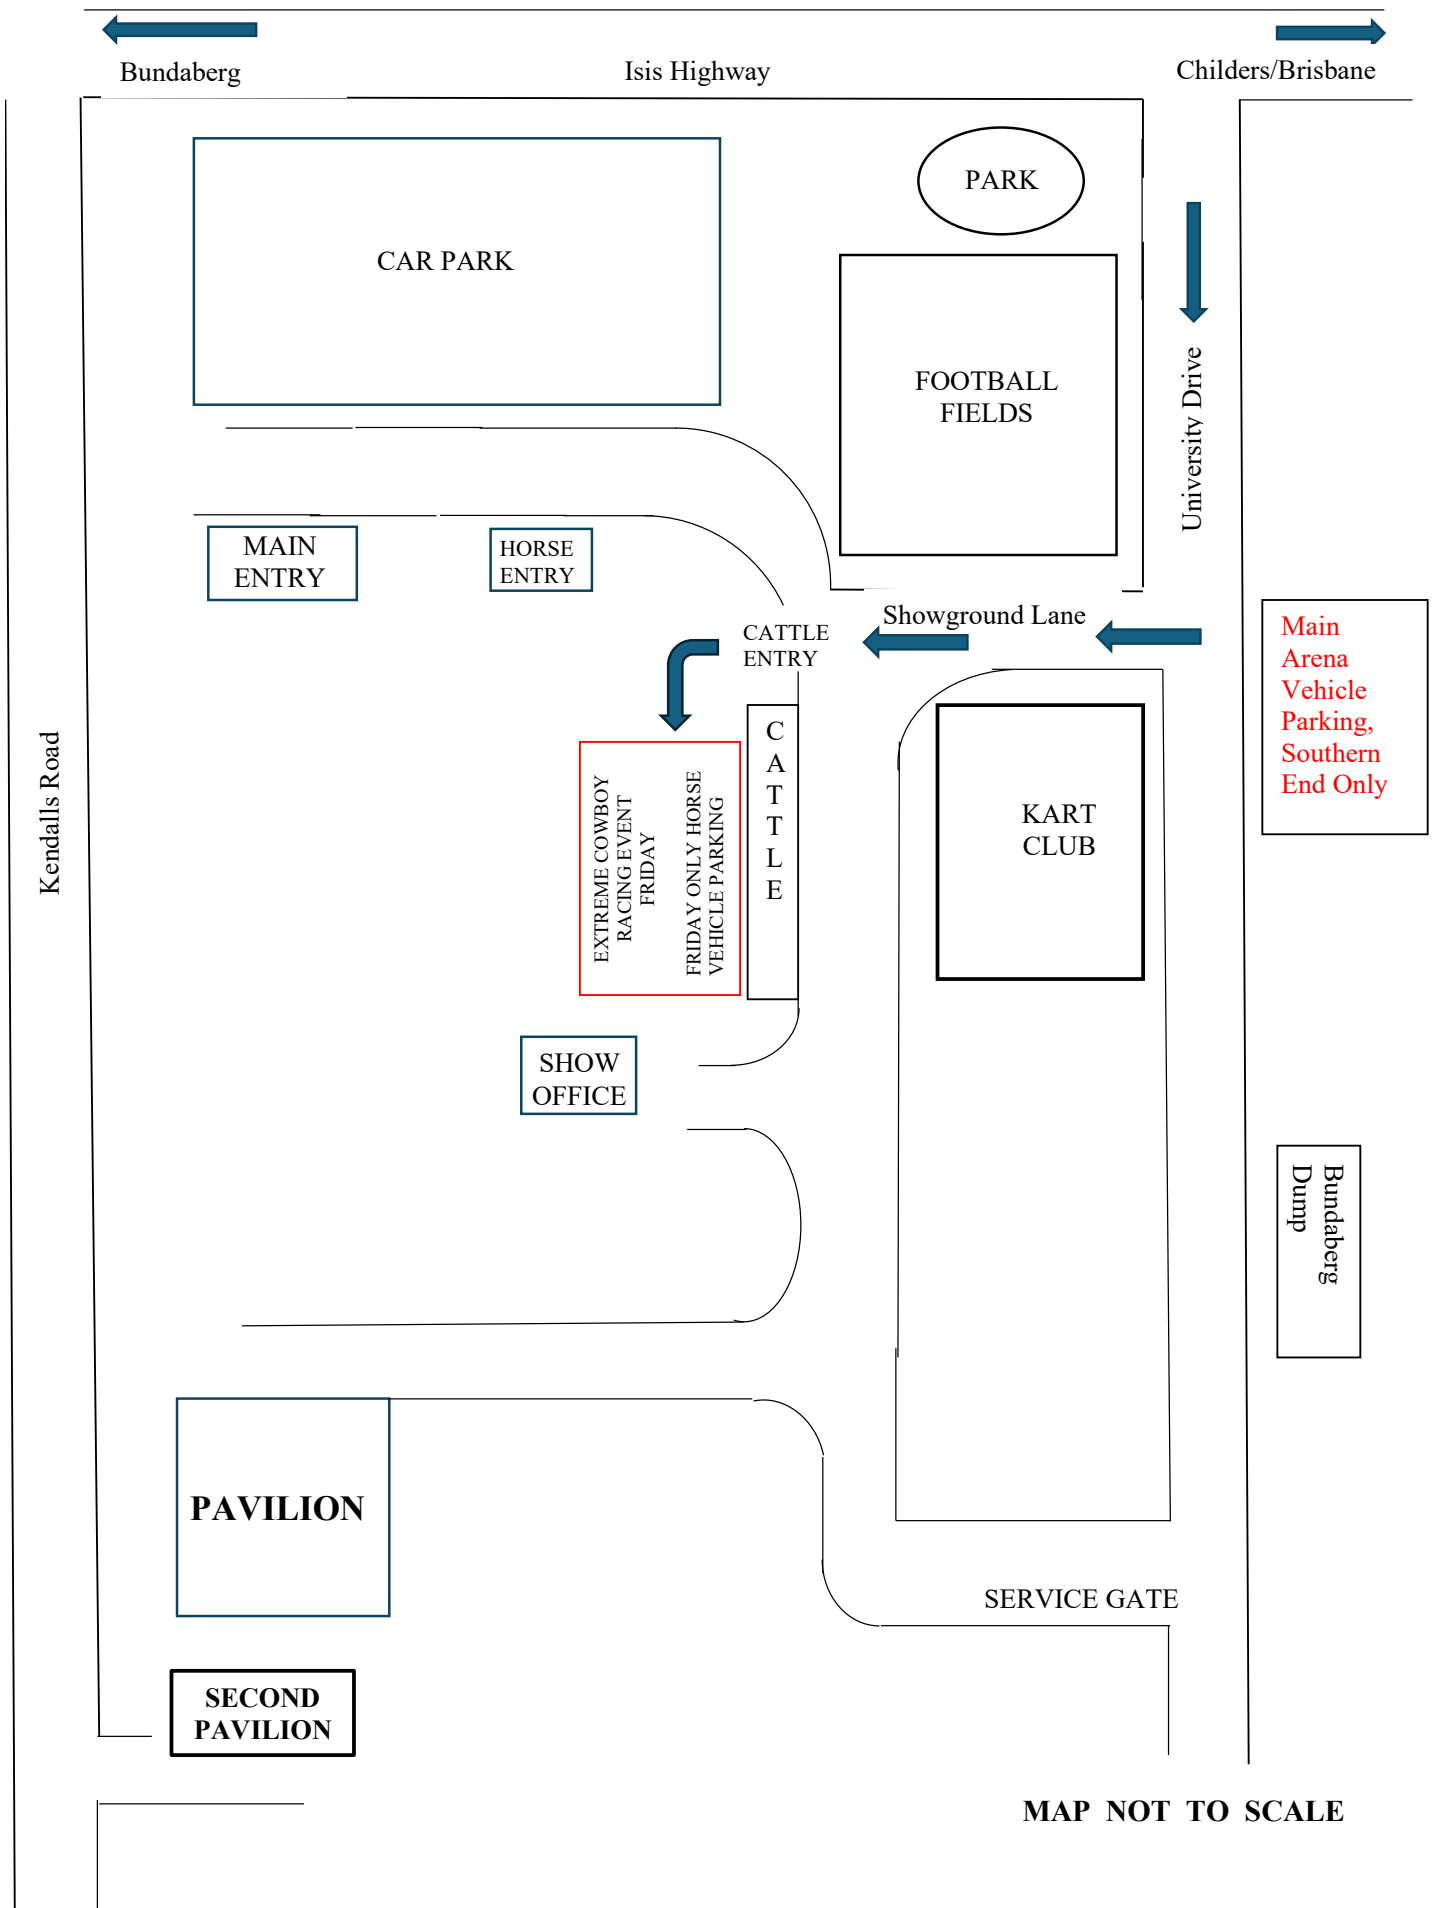 Bundaberg
Isis Highway
Childers/Brisbane
PARK
CAR PARK
FOOTBALL
FIELDS
University Drive
MAIN
ENTRY
HORSE
ENTRY
Showground Lane
CATTLE
ENTRY
Main
Arena
Vehicle
Parking,
Southern
End Only
Kendalls Road
EXTREME COWBOY
RACING EVENT
FRIDAY
FRIDAY ONLY HORSE
VEHICLE PARKING
C
A
T
T
L
E
KART
CLUB
SHOW
OFFICE
Bundaberg
Dump
PAVILION
SERVICE GATE
SECOND
PAVILION
MAP NOT TO SCALE